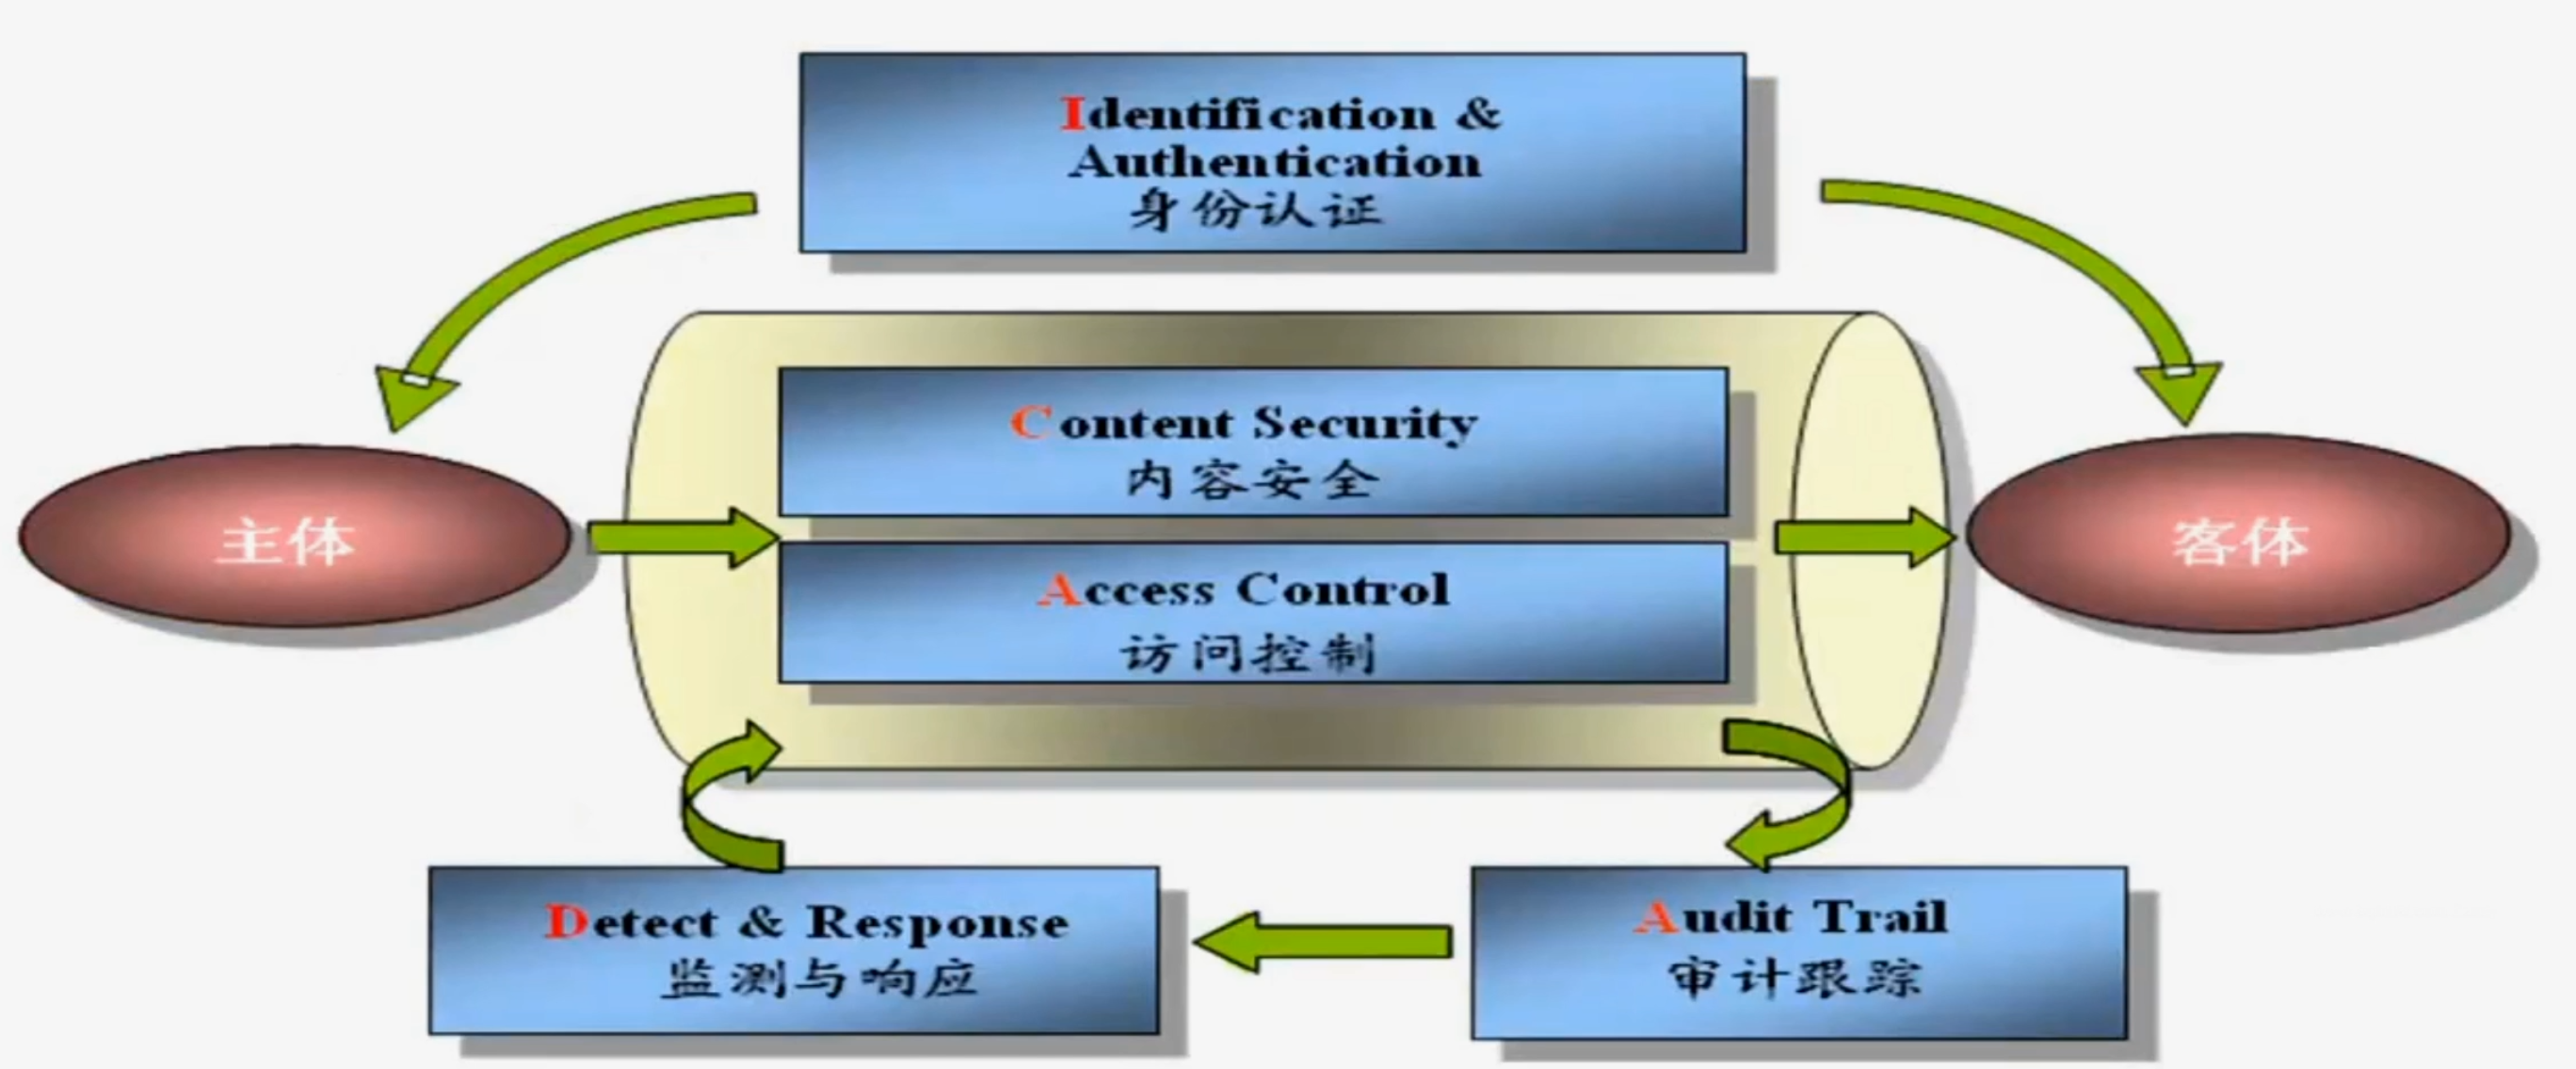 Identification &
Authentication
身份认证
Content Security
内容安全
主体
客体
Access Control
访问控制
Detect & Response
监测与响应
Audit Trail
审计跟踪